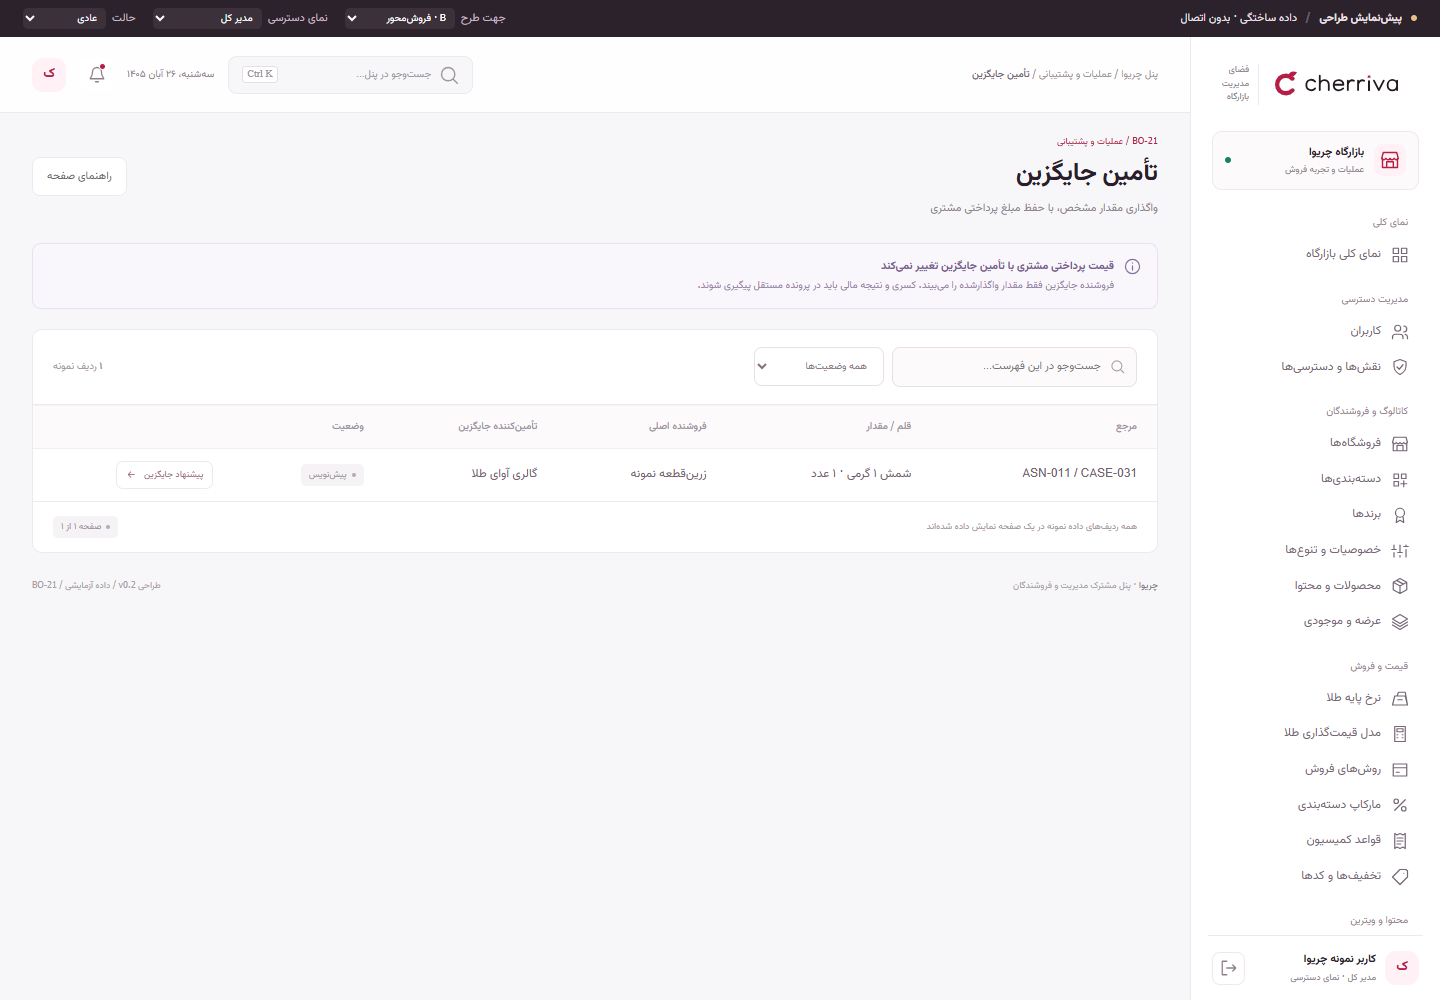 پیش‌نمایش طراحی / داده ساختگی · بدون اتصال
جهت طرح B · فروش‌محور نمای دسترسی مدیر کل حالت عادی
cherriva
فضای
مدیریت
بازارگاه
پنل چریوا / عملیات و پشتیبانی / تأمین جایگزین
جست‌وجو در پنل... Ctrl K
سه‌شنبه، ۲۶ آبان ۱۴۰۵
ک
بازارگاه چریوا
عملیات و تجربه فروش
نمای کلی
نمای کلی بازارگاه
مدیریت دسترسی
کاربران
نقش‌ها و دسترسی‌ها
کاتالوگ و فروشندگان
فروشگاه‌ها
دسته‌بندی‌ها
برندها
خصوصیات و تنوع‌ها
محصولات و محتوا
عرضه و موجودی
قیمت و فروش
نرخ پایه طلا
مدل قیمت‌گذاری طلا
روش‌های فروش
مارکاپ دسته‌بندی
قواعد کمیسیون
تخفیف‌ها و کدها
محتوا و ویترین
ک
کاربر نمونه چریوا
مدیر کل · نمای دسترسی
BO-21 / عملیات و پشتیبانی
تأمین جایگزین
واگذاری مقدار مشخص، با حفظ مبلغ پرداختی مشتری
راهنمای صفحه
قیمت پرداختی مشتری با تأمین جایگزین تغییر نمی‌کند
فروشنده جایگزین فقط مقدار واگذارشده را می‌بیند، کسری و نتیجه مالی باید در پرونده مستقل پیگیری شوند.
جست‌وجو در این فهرست...
همه وضعیت‌ها
۱ ردیف نمونه
مرجع قلم / مقدار فروشنده اصلی تأمین‌کننده جایگزین وضعیت
ASN-011 / CASE-031 شمش ۱ گرمی · ۱ عدد زرین‌قطعه نمونه گالری آوای طلا پیش‌نویس پیشنهاد جایگزین ←
همه ردیف‌های داده نمونه در یک صفحه نمایش داده شده‌اند
صفحه ۱ از ۱
چریوا · پنل مشترک مدیریت و فروشندگان
طراحی v0.2 / داده آزمایشی / BO-21